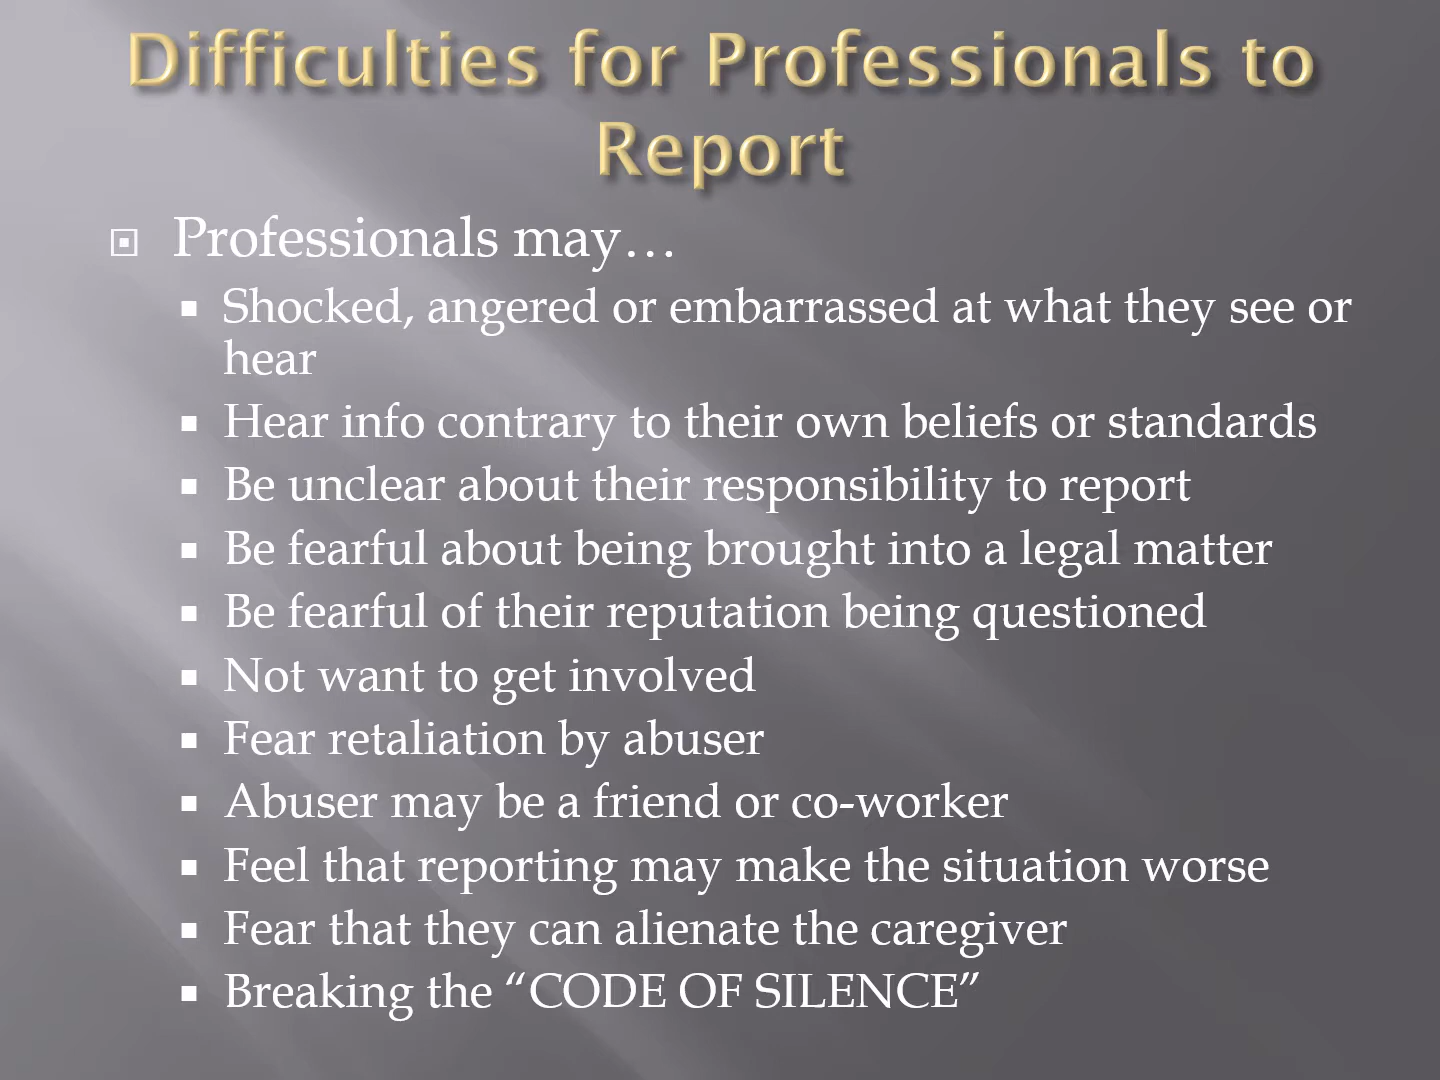 Difficulties for Professionals to
Report
Professionals may…
Shocked, angered or embarrassed at what they see or
hear
Hear info contrary to their own beliefs or standards
Be unclear about their responsibility to report
Be fearful about being brought into a legal matter
Be fearful of their reputation being questioned
Not want to get involved
Fear retaliation by abuser
Abuser may be a friend or co-worker
Feel that reporting may make the situation worse
Fear that they can alienate the caregiver
Breaking the “CODE OF SILENCE”